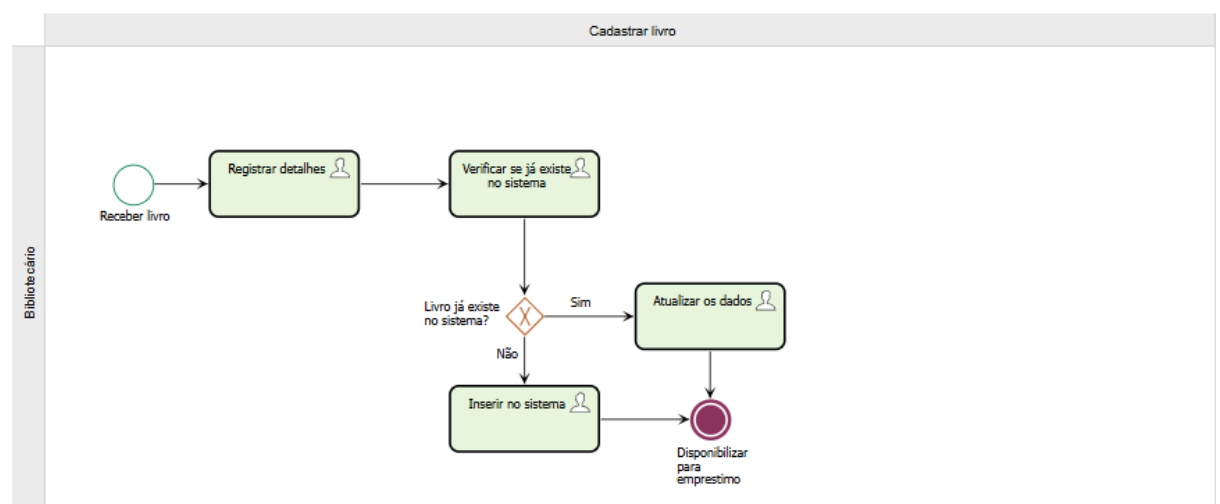 Cadastrar livro
Bibliotecário
Receber livro
Registrar detalhes
Verificar se já existe
no sistema
Livro já existe
no sistema?
Sim
Não
Atualizar os dados
Inserir no sistema
Disponibilizar
para
emprestimo